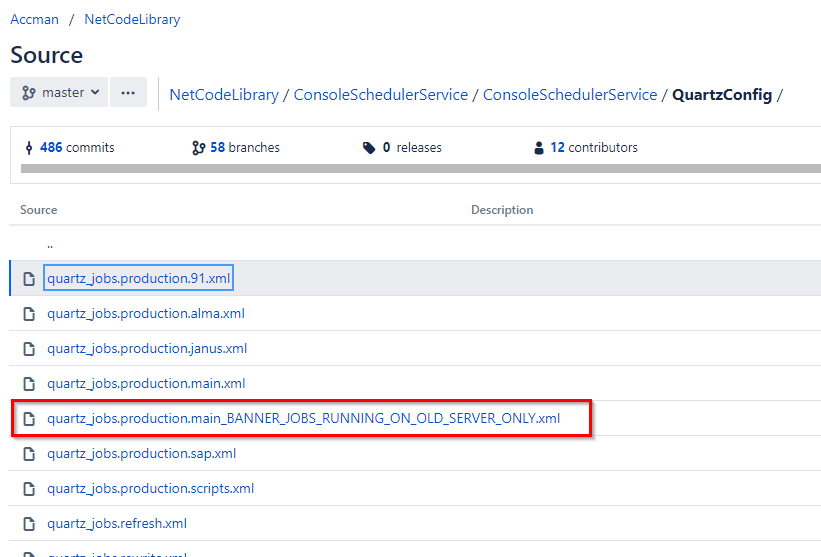 Accman / NetCodeLibrary
Source
master ...
NetCodeLibrary / ConsoleSchedulerService / ConsoleSchedulerService / QuartzConfig /
486 commits 58 branches 0 releases 12 contributors
Source Description
..
quartz_jobs.production.91.xml
quartz_jobs.production.alma.xml
quartz_jobs.production.janus.xml
quartz_jobs.production.main.xml
quartz_jobs.production.main_BANNER_JOBS_RUNNING_ON_OLD_SERVER_ONLY.xml
quartz_jobs.production.sap.xml
quartz_jobs.production.scripts.xml
quartz_jobs.refresh.xml